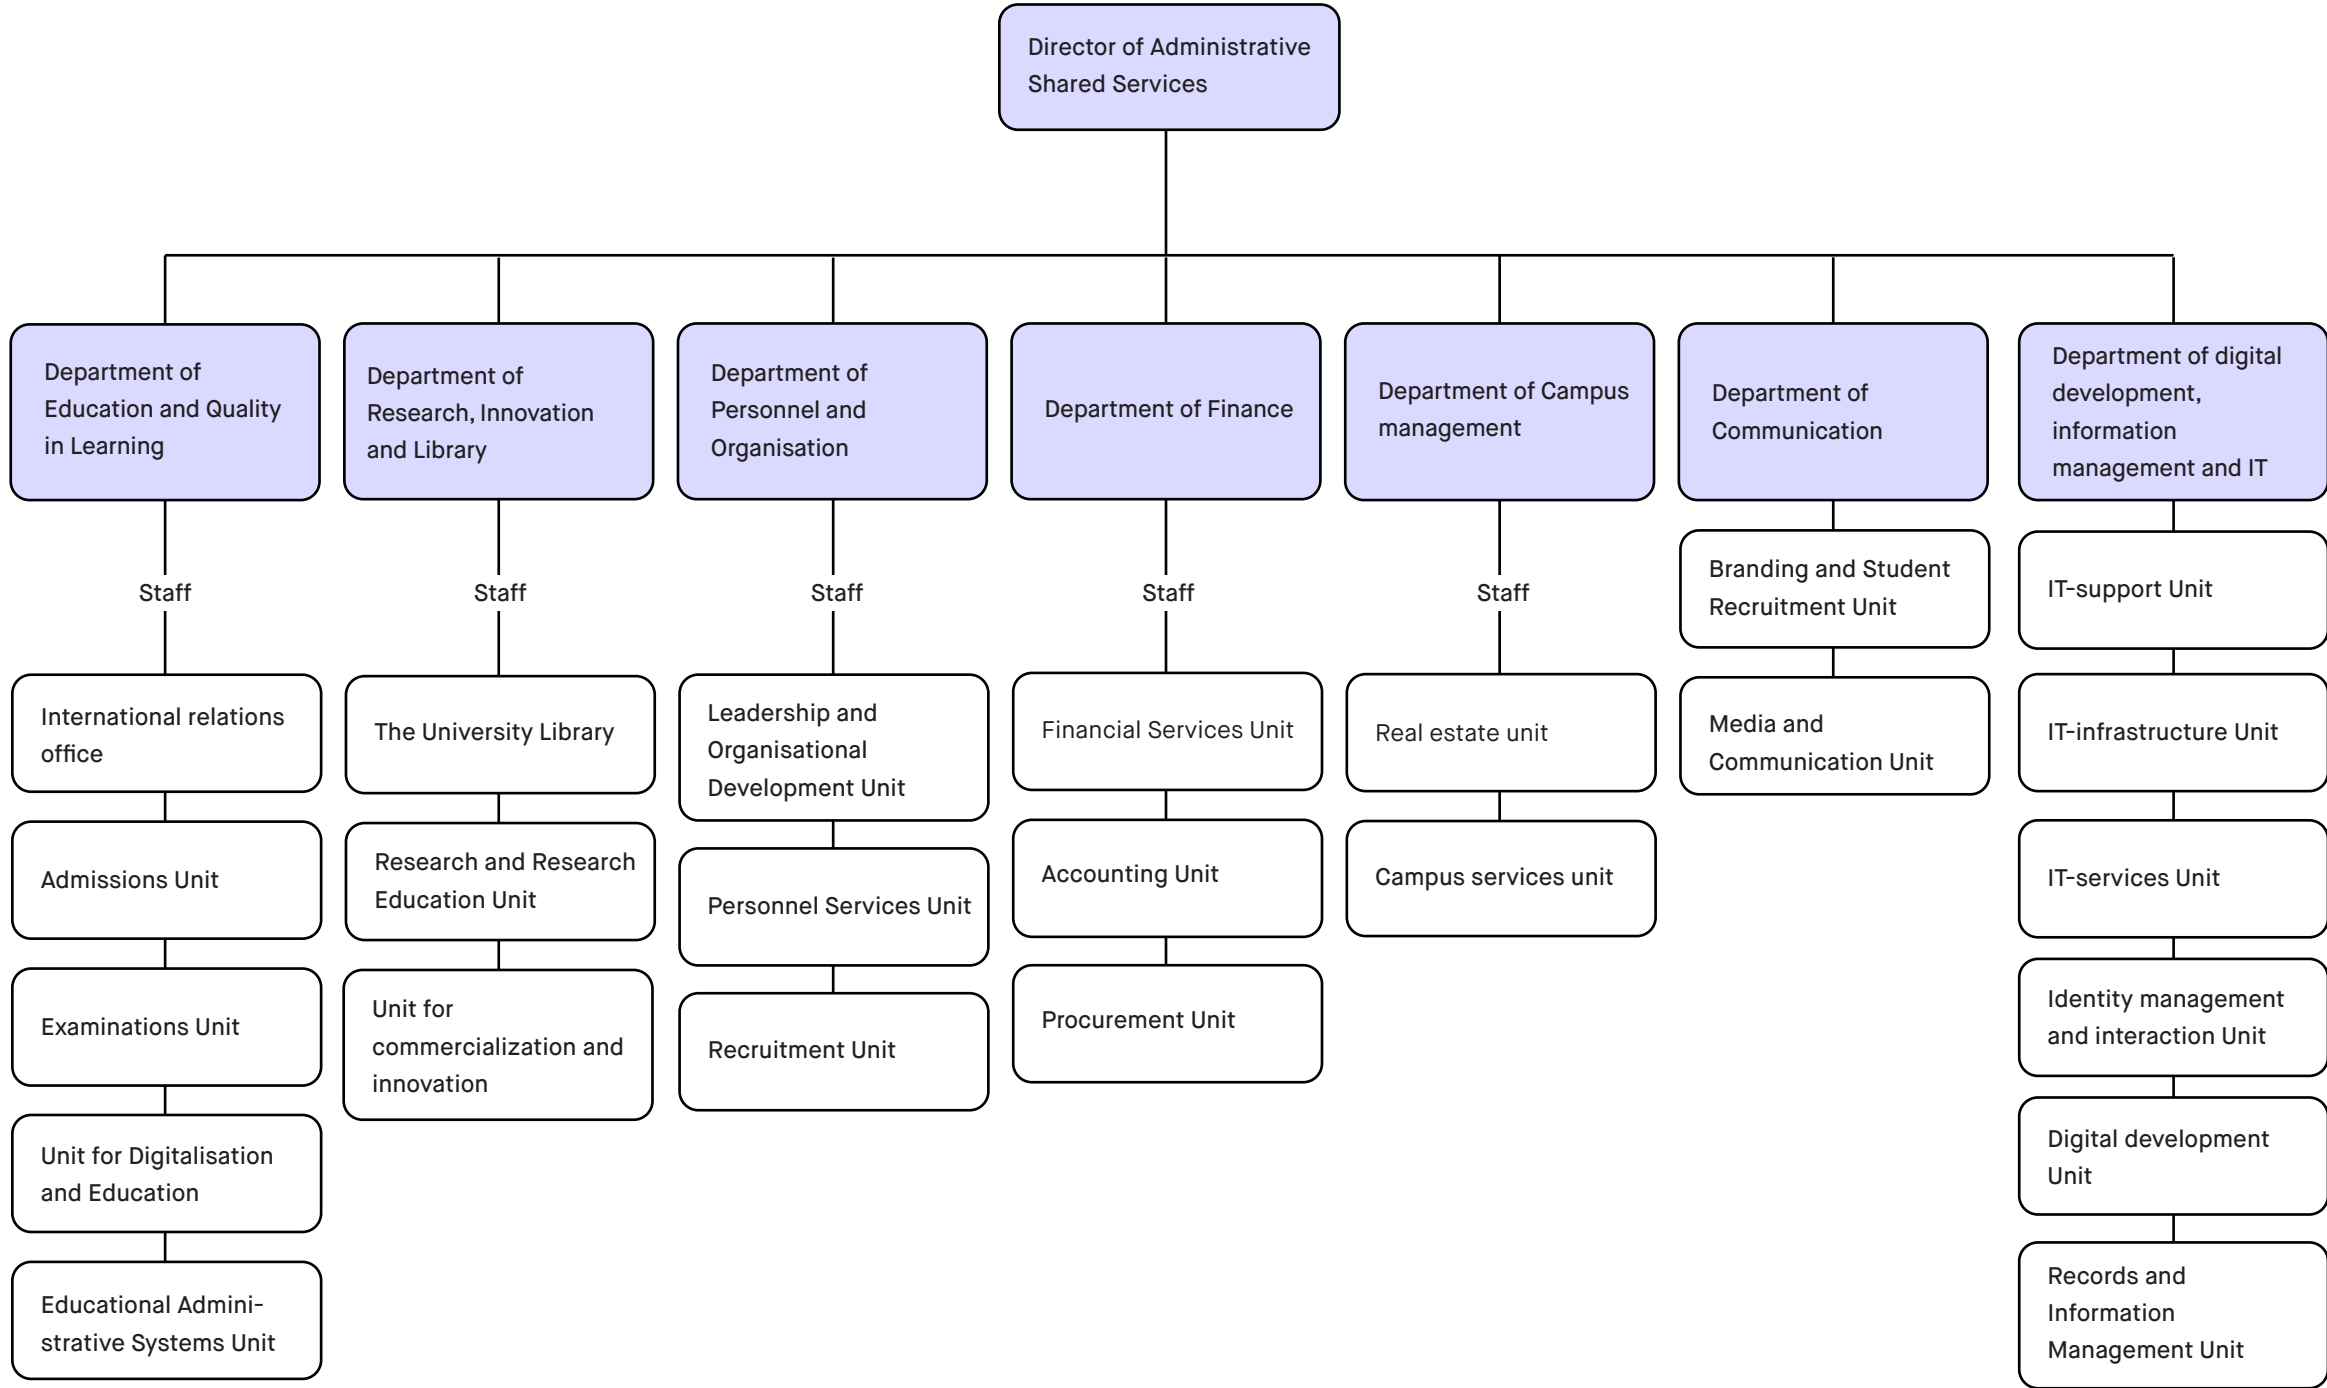 Director of Administrative
Shared Services
Department of
Education and Quality
in Learning
Department of
Research, Innovation
and Library
Department of
Personnel and
Organisation
Department of Finance
Department of Campus
management
Department of
Communication
Department of digital
development,
information
management and IT
Staff
International relations
office
Admissions Unit
Examinations Unit
Unit for Digitalisation
and Education
Educational Admini-
strative Systems Unit
Staff
The University Library
Research and Research
Education Unit
Unit for
commercialization and
innovation
Staff
Leadership and
Organisational
Development Unit
Personnel Services Unit
Recruitment Unit
Staff
Financial Services Unit
Accounting Unit
Procurement Unit
Staff
Real estate unit
Campus services unit
Branding and Student
Recruitment Unit
Media and
Communication Unit
IT-support Unit
IT-infrastructure Unit
IT-services Unit
Identity management
and interaction Unit
Digital development
Unit
Records and
Information
Management Unit